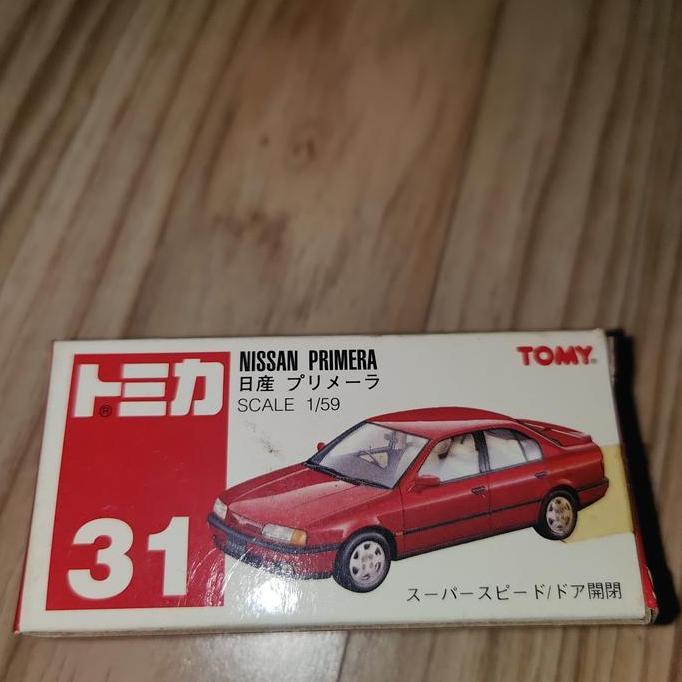 トミカ®
31
NISSAN PRIMERA
日産 プリメーラ
SCALE 1/59
TOMY®
スーパースピード/ドア開閉